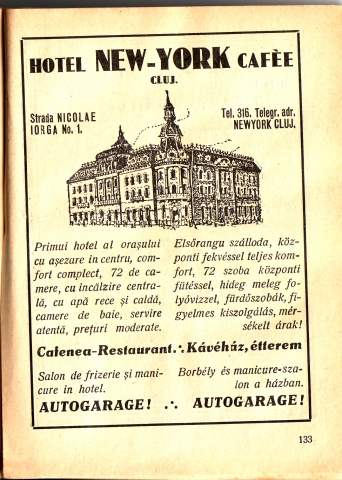 HOTEL NEW-YORK CAFÈE
CLUJ.
Strada NICOLAE
IORGA No. 1.
Tel. 316. Telegr. adr.
NEWYORK CLUJ.
Primui hotel al orașului
cu așezare in centru, com-
fort complect, 72 de ca-
mere, cu incălzire centra-
lă, cu apă rece și caldă,
camere de baie, servire
atentă, prețuri moderate.
Elsőrangu szálloda, köz-
ponti fekvéssel teljes kom-
fort, 72 szoba központi
fütéssel, hideg meleg fo-
lyóvizzel, fürdőszobák, fi-
gyelmes kiszolgálás, mér-
sékelt árak!
Cafenea-Restaurant ∴ Kávéház, étterem
Salon de frizerie și mani-
cure in hotel.
Borbély és manicure-sza-
lon a házban.
AUTOGARAGE! ∴ AUTOGARAGE!
133